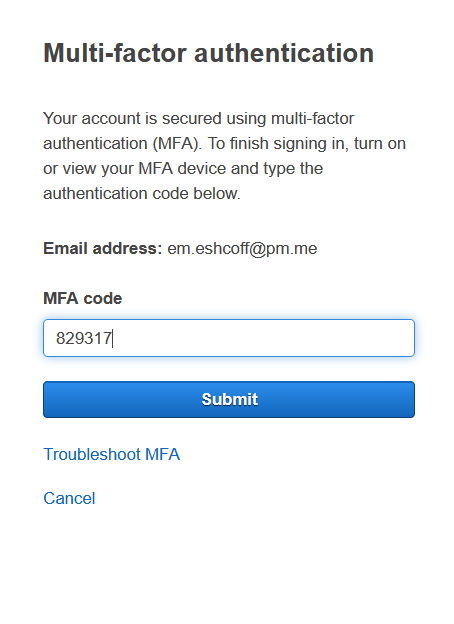 Multi-factor authentication
Your account is secured using multi-factor
authentication (MFA). To finish signing in, turn on
or view your MFA device and type the
authentication code below.
Email address: em.eshcoff@pm.me
MFA code
829317
Submit
Troubleshoot MFA
Cancel